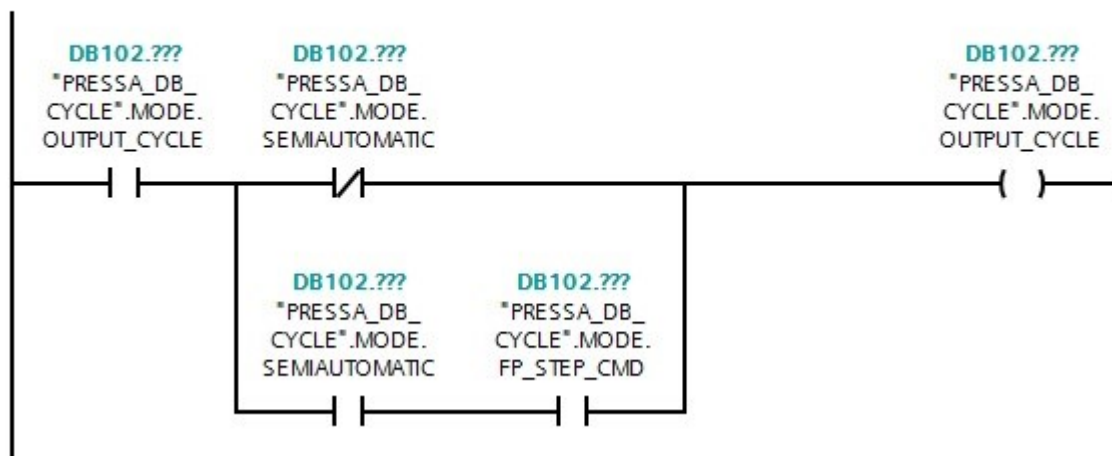 DB102.???
"PRESSA_DB_
CYCLE".MODE.
OUTPUT_CYCLE
DB102.???
"PRESSA_DB_
CYCLE".MODE.
SEMIAUTOMATIC
DB102.???
"PRESSA_DB_
CYCLE".MODE.
OUTPUT_CYCLE
DB102.???
"PRESSA_DB_
CYCLE".MODE.
SEMIAUTOMATIC
DB102.???
"PRESSA_DB_
CYCLE".MODE.
FP_STEP_CMD